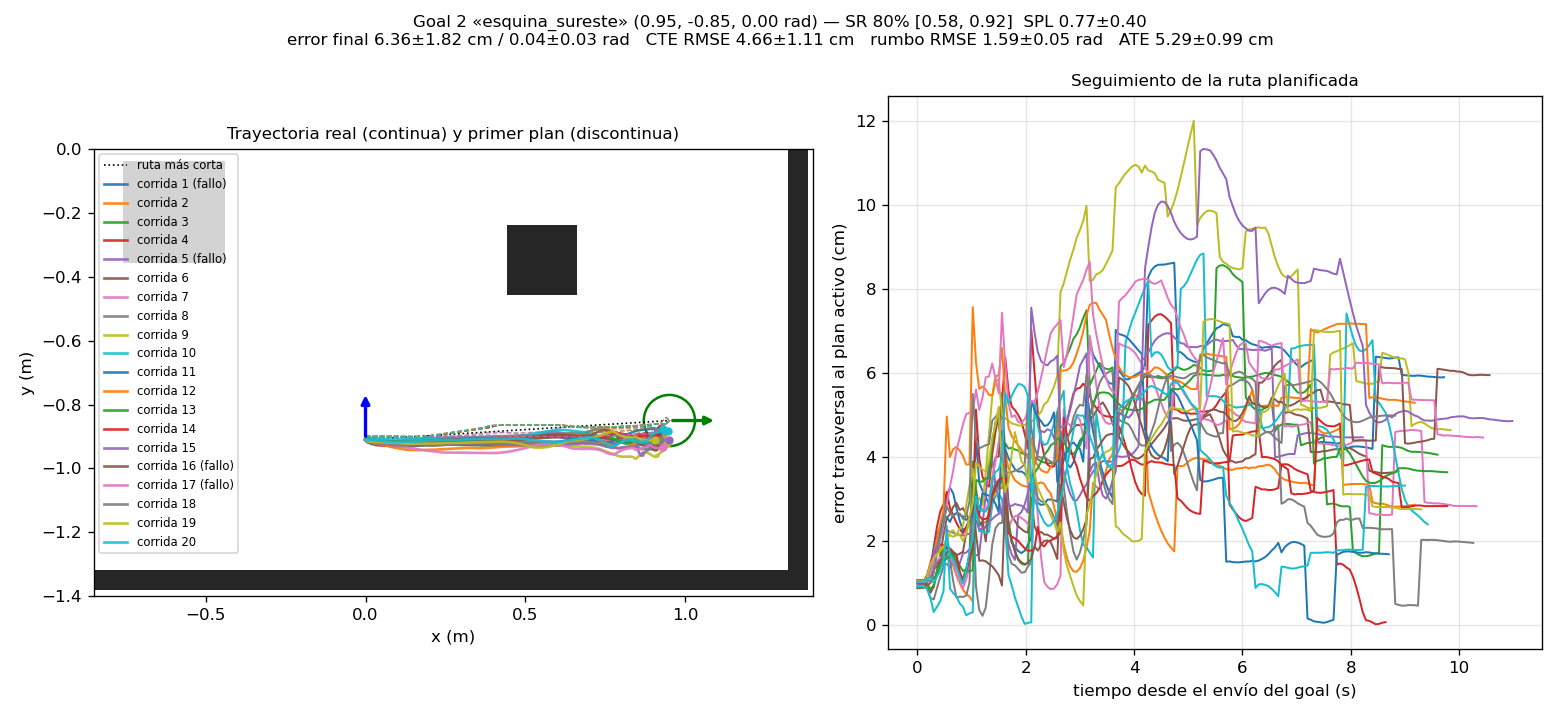 Goal 2 «esquina_sureste» (0.95, -0.85, 0.00 rad) — SR 80% [0.58, 0.92]  SPL 0.77±0.40
error final 6.36±1.82 cm / 0.04±0.03 rad   CTE RMSE 4.66±1.11 cm   rumbo RMSE 1.59±0.05 rad   ATE 5.29±0.99 cm
Trayectoria real (continua) y primer plan (discontinua)
0.0
−0.2
−0.4
−0.6
−0.8
−1.0
−1.2
−1.4
y (m)
ruta más corta
corrida 1 (fallo)
corrida 2
corrida 3
corrida 4
corrida 5 (fallo)
corrida 6
corrida 7
corrida 8
corrida 9
corrida 10
corrida 11
corrida 12
corrida 13
corrida 14
corrida 15
corrida 16 (fallo)
corrida 17 (fallo)
corrida 18
corrida 19
corrida 20
−0.5
0.0
0.5
1.0
x (m)
Seguimiento de la ruta planificada
12
10
8
6
4
2
0
error transversal al plan activo (cm)
0
2
4
6
8
10
tiempo desde el envío del goal (s)